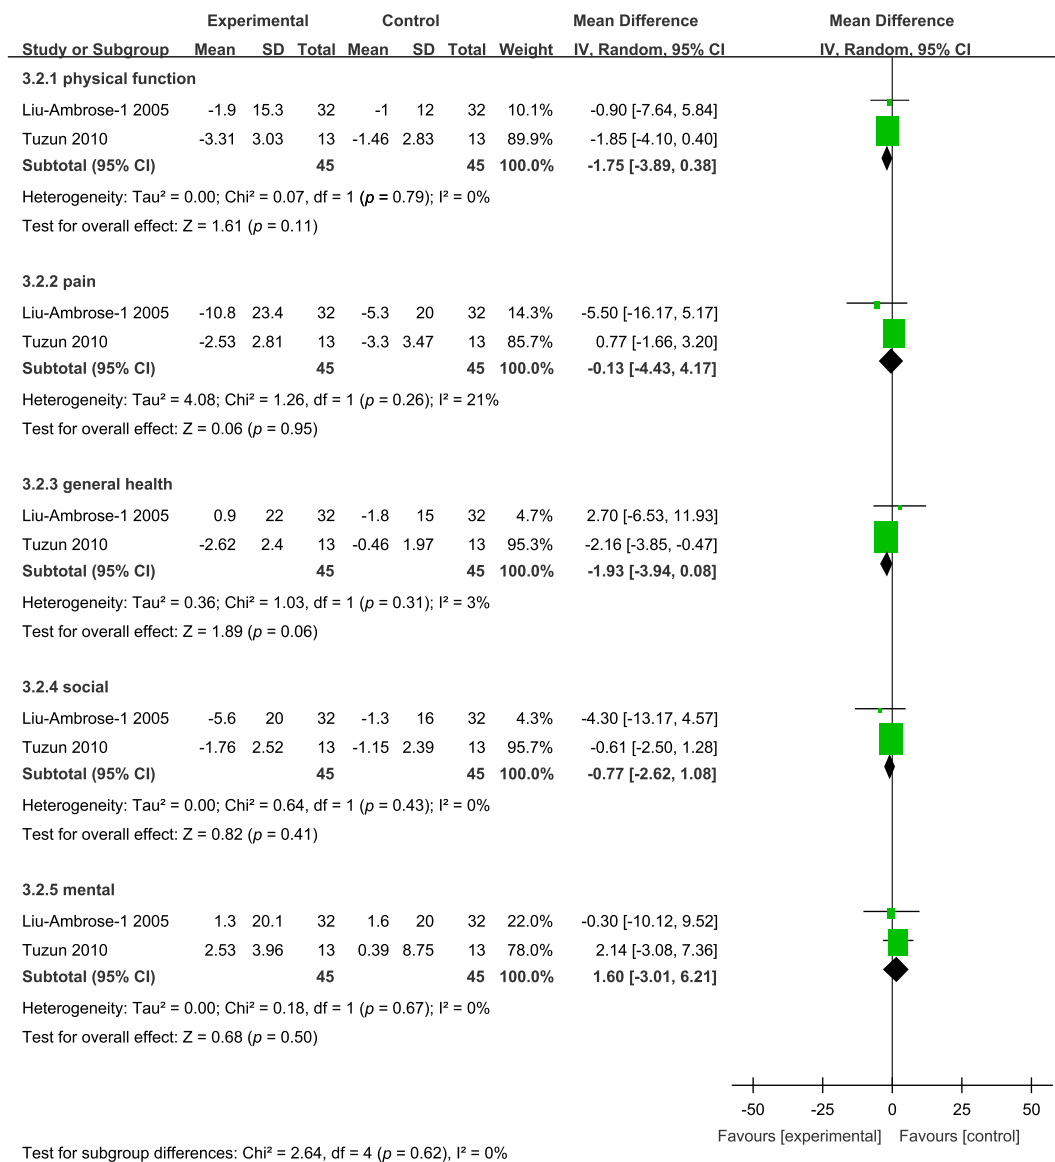 Experimental Control Mean Difference Mean Difference
Study or Subgroup Mean SD Total Mean SD Total Weight IV, Random, 95% CI IV, Random, 95% CI
3.2.1 physical function
Liu-Ambrose-1 2005 -1.9 15.3 32 -1 12 32 10.1% -0.90 [-7.64, 5.84]
Tuzun 2010 -3.31 3.03 13 -1.46 2.83 13 89.9% -1.85 [-4.10, 0.40]
Subtotal (95% CI) 45 45 100.0% -1.75 [-3.89, 0.38]
Heterogeneity: Tau² = 0.00; Chi² = 0.07, df = 1 (p = 0.79); I² = 0%
Test for overall effect: Z = 1.61 (p = 0.11)
3.2.2 pain
Liu-Ambrose-1 2005 -10.8 23.4 32 -5.3 20 32 14.3% -5.50 [-16.17, 5.17]
Tuzun 2010 -2.53 2.81 13 -3.3 3.47 13 85.7% 0.77 [-1.66, 3.20]
Subtotal (95% CI) 45 45 100.0% -0.13 [-4.43, 4.17]
Heterogeneity: Tau² = 4.08; Chi² = 1.26, df = 1 (p = 0.26); I² = 21%
Test for overall effect: Z = 0.06 (p = 0.95)
3.2.3 general health
Liu-Ambrose-1 2005 0.9 22 32 -1.8 15 32 4.7% 2.70 [-6.53, 11.93]
Tuzun 2010 -2.62 2.4 13 -0.46 1.97 13 95.3% -2.16 [-3.85, -0.47]
Subtotal (95% CI) 45 45 100.0% -1.93 [-3.94, 0.08]
Heterogeneity: Tau² = 0.36; Chi² = 1.03, df = 1 (p = 0.31); I² = 3%
Test for overall effect: Z = 1.89 (p = 0.06)
3.2.4 social
Liu-Ambrose-1 2005 -5.6 20 32 -1.3 16 32 4.3% -4.30 [-13.17, 4.57]
Tuzun 2010 -1.76 2.52 13 -1.15 2.39 13 95.7% -0.61 [-2.50, 1.28]
Subtotal (95% CI) 45 45 100.0% -0.77 [-2.62, 1.08]
Heterogeneity: Tau² = 0.00; Chi² = 0.64, df = 1 (p = 0.43); I² = 0%
Test for overall effect: Z = 0.82 (p = 0.41)
3.2.5 mental
Liu-Ambrose-1 2005 1.3 20.1 32 1.6 20 32 22.0% -0.30 [-10.12, 9.52]
Tuzun 2010 2.53 3.96 13 0.39 8.75 13 78.0% 2.14 [-3.08, 7.36]
Subtotal (95% CI) 45 45 100.0% 1.60 [-3.01, 6.21]
Heterogeneity: Tau² = 0.00; Chi² = 0.18, df = 1 (p = 0.67); I² = 0%
Test for overall effect: Z = 0.68 (p = 0.50)
-50 -25 0 25 50
Favours [experimental] Favours [control]
Test for subgroup differences: Chi² = 2.64, df = 4 (p = 0.62), I² = 0%